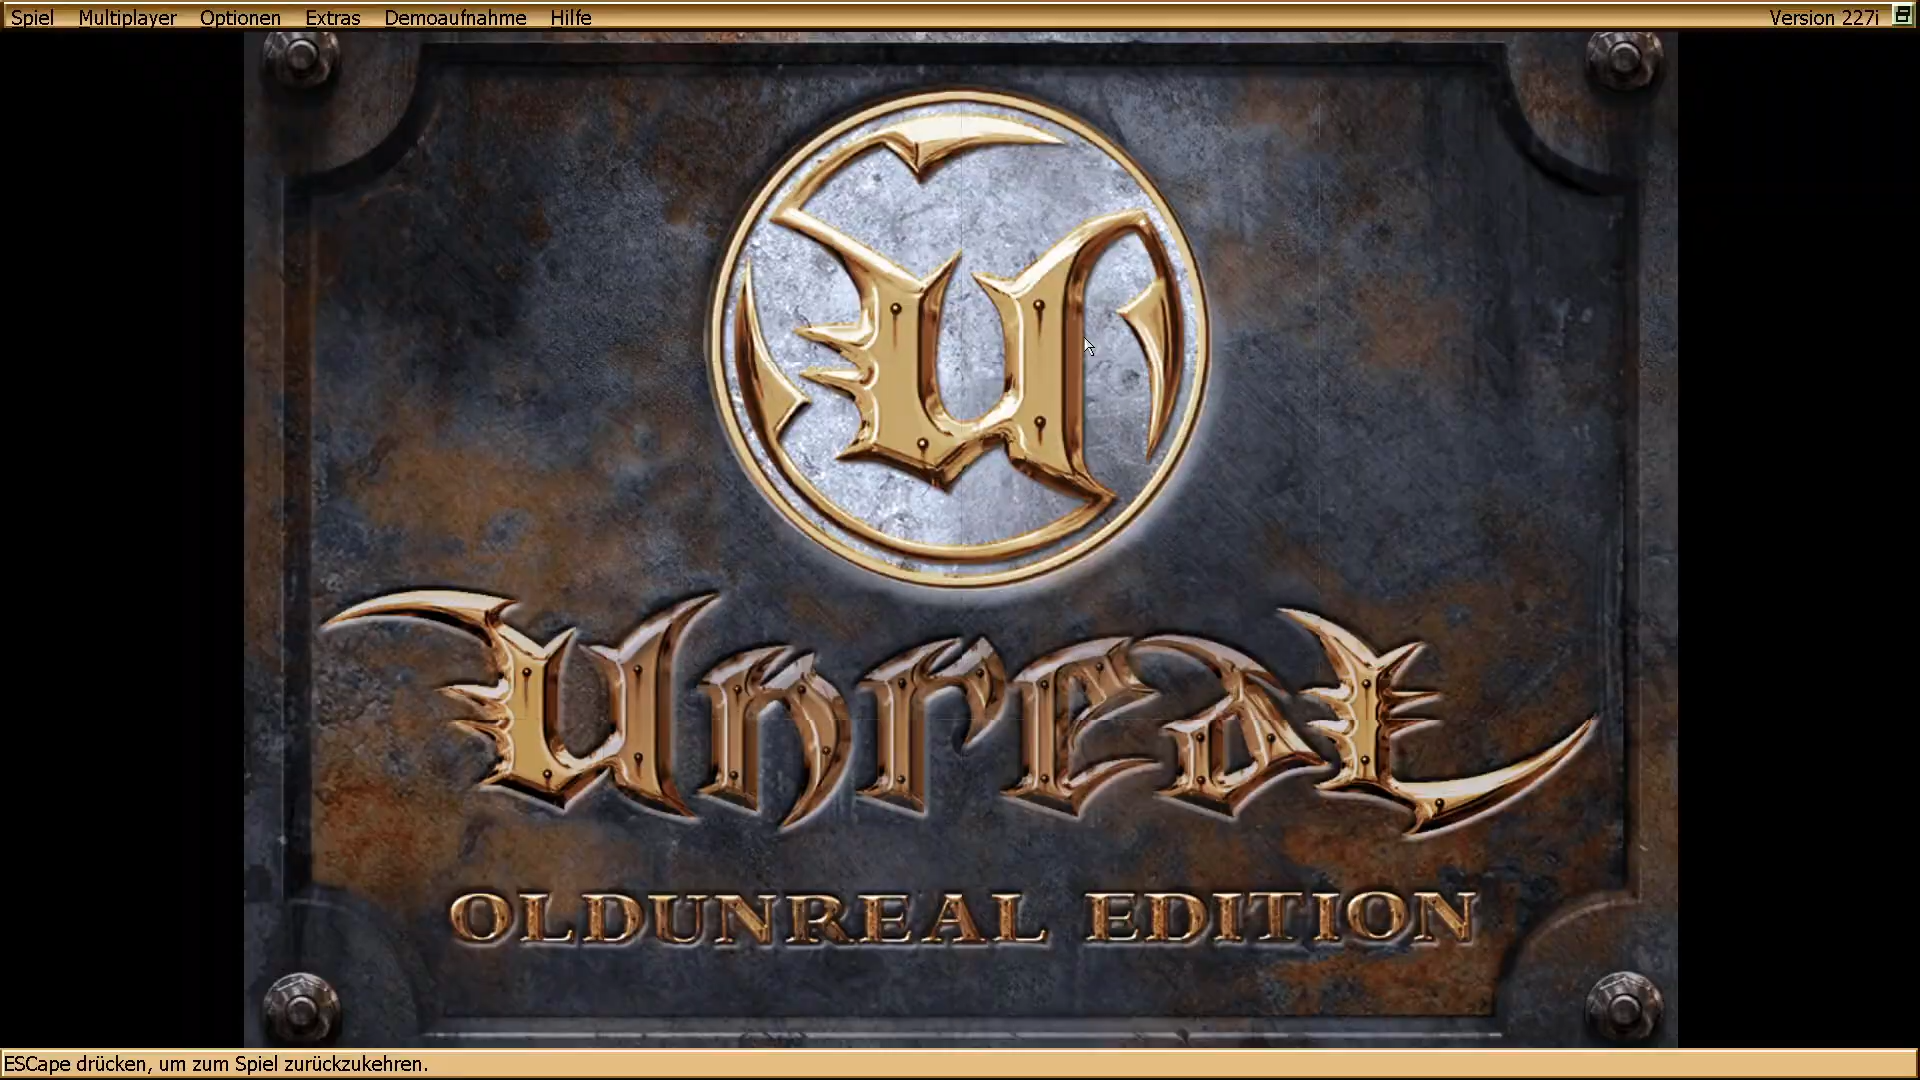 Spiel Multiplayer Optionen Extras Demoaufnahme Hilfe Version 227i
U
Unreal
OLDUNREAL EDITION
ESCape drücken, um zum Spiel zurückzukehren.